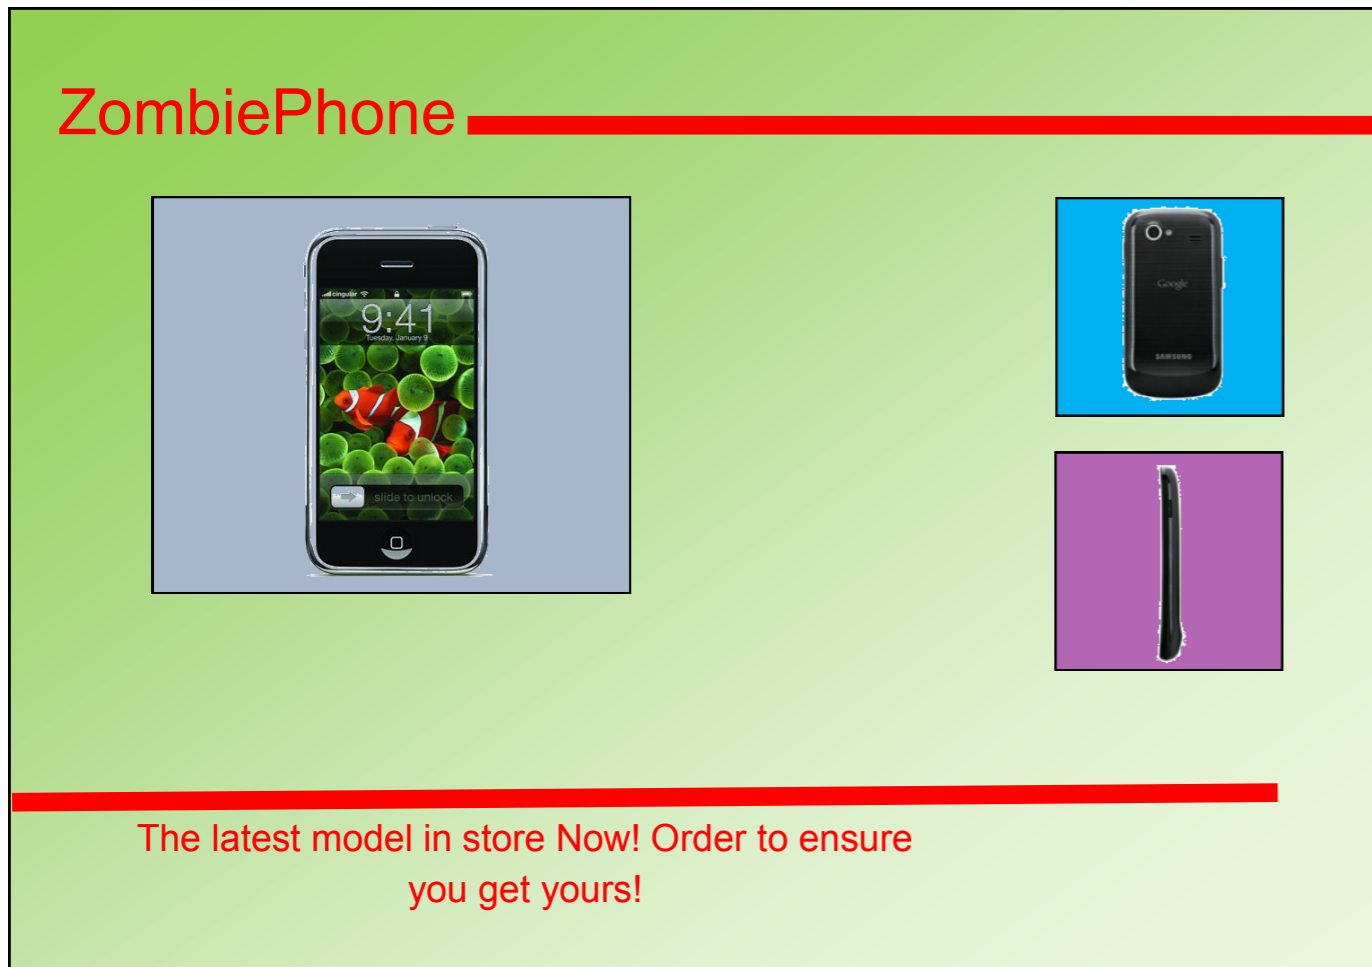 ZombiePhone
cingular
9:41
Tuesday, January 9
slide to unlock
Google
SAMSUNG
The latest model in store Now! Order to ensure
you get yours!